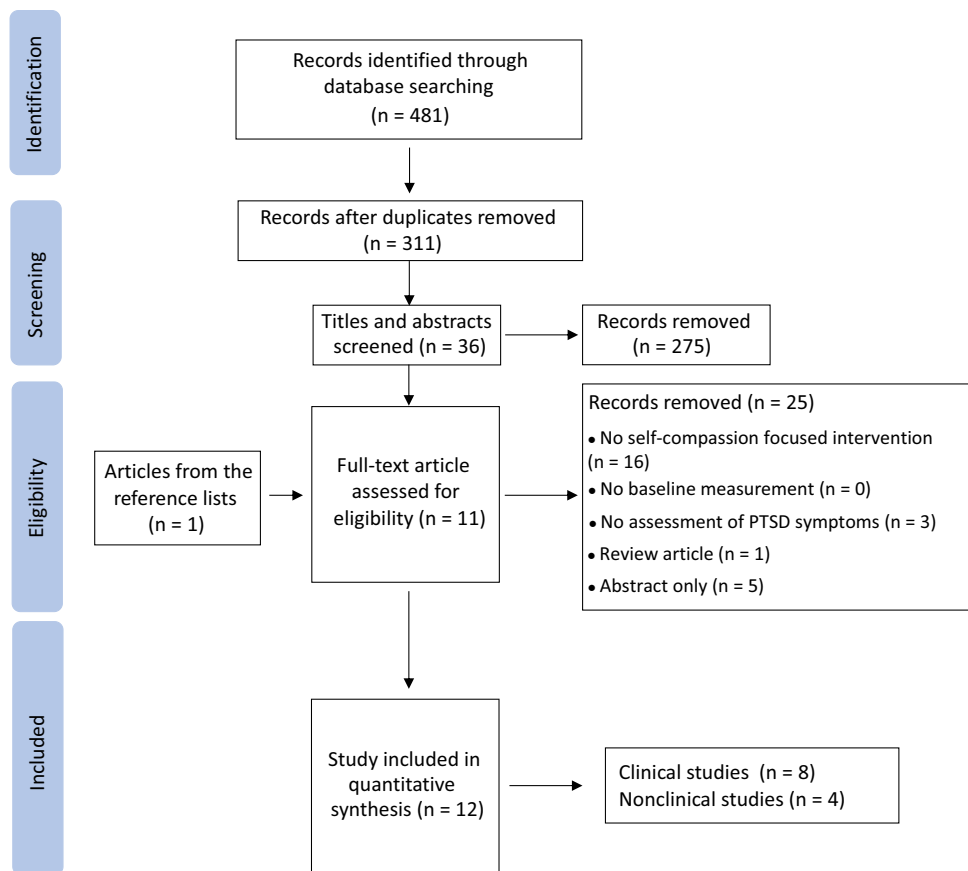 Identification
Records identified through
database searching
(n = 481)
Screening
Records after duplicates removed
(n = 311)
Titles and abstracts
screened (n = 36)
Records removed
(n = 275)
Eligibility
Articles from the
reference lists
(n = 1)
Full-text article
assessed for
eligibility (n = 11)
Records removed (n = 25)
• No self-compassion focused intervention
(n = 16)
• No baseline measurement (n = 0)
• No assessment of PTSD symptoms (n = 3)
• Review article (n = 1)
• Abstract only (n = 5)
Included
Study included in
quantitative
synthesis (n = 12)
Clinical studies (n = 8)
Nonclinical studies (n = 4)